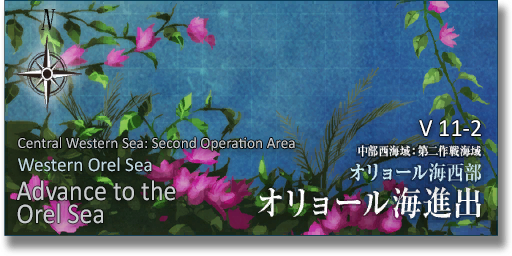 N
V 11-2
Central Western Sea: Second Operation Area
中部西海域：第二作戦海域
Western Orel Sea
オリョール海西部
Advance to the
Orel Sea
オリョール海進出